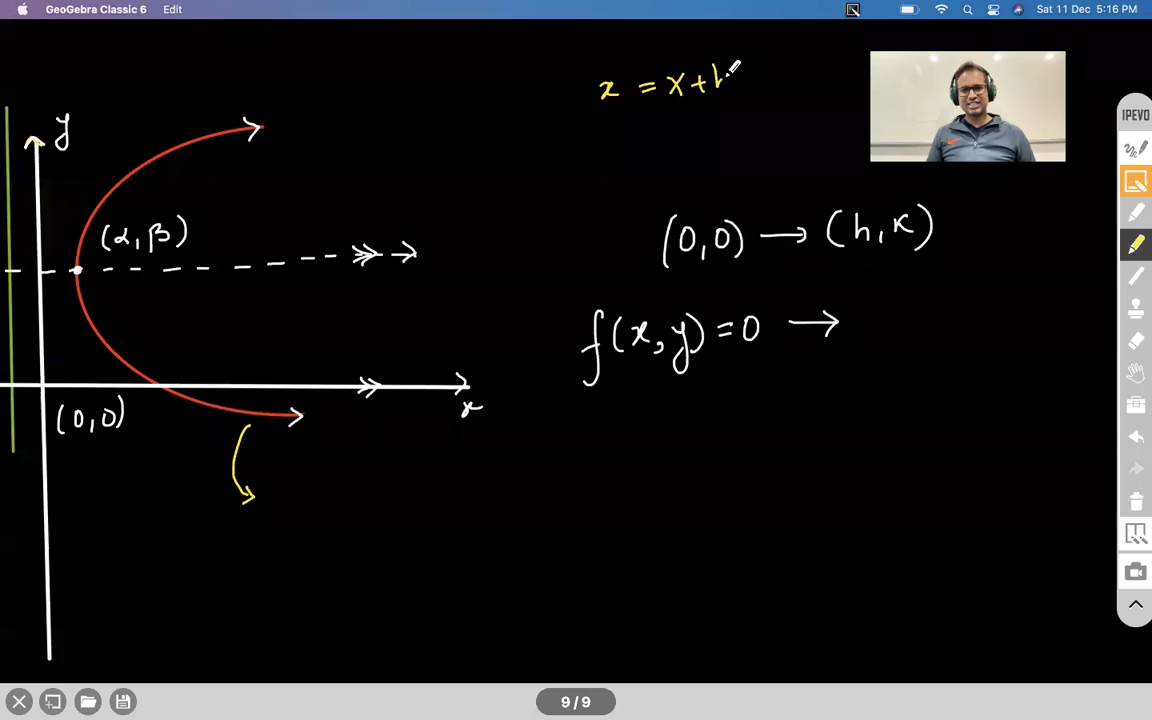 GeoGebra Classic 6 Edit Sat 11 Dec 5:16 PM
x = X+h
IPEVO
y
(α, β)
(0,0) → (h, k)
f(x, y) = 0 →
x
(0,0)
9 / 9